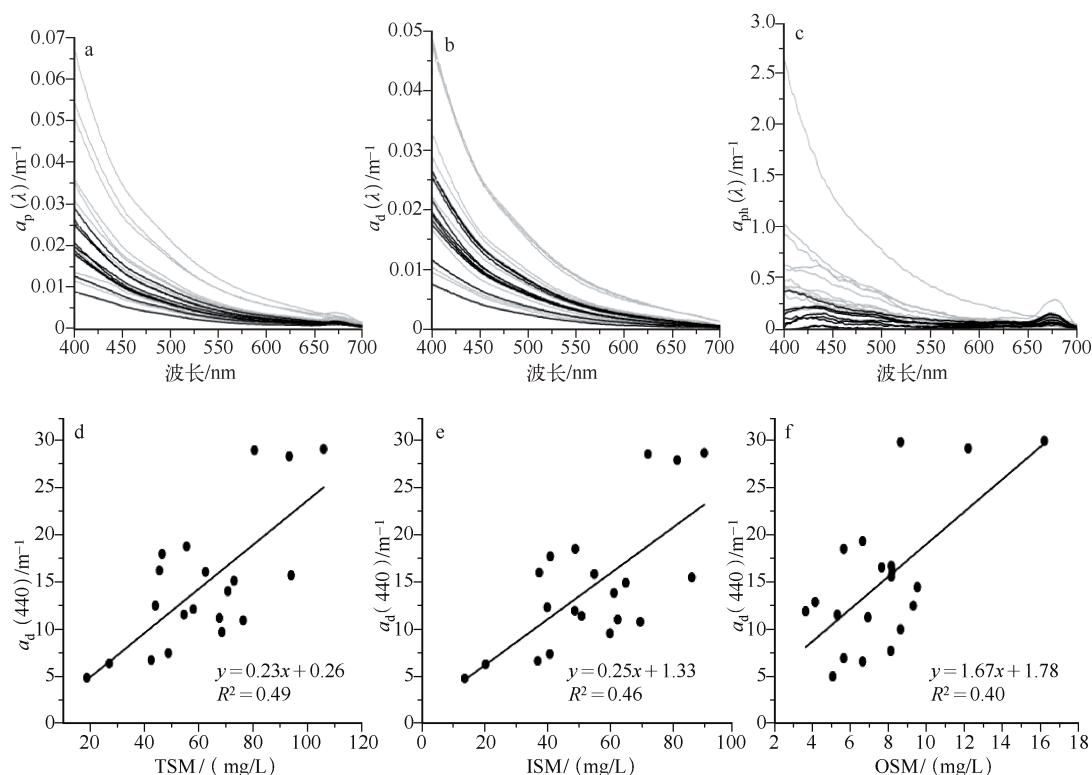 a
0.07
0.06
0.05
0.04
0.03
0.02
0.01
0
400 450 500 550 600 650 700
a_p(λ)/m⁻¹
波长/nm
b
0.05
0.04
0.03
0.02
0.01
0
400 450 500 550 600 650 700
a_d(λ)/m⁻¹
波长/nm
c
3.0
2.5
2.0
1.5
1.0
0.5
0
400 450 500 550 600 650 700
a_ph(λ)/m⁻¹
波长/nm
d
30
25
20
15
10
5
0
20 40 60 80 100 120
a_d(440)/m⁻¹
y=0.23x+0.26
R²=0.49
TSM/(mg/L)
e
30
25
20
15
10
5
0
0 20 40 60 80 100
a_d(440)/m⁻¹
y=0.25x+1.33
R²=0.46
ISM/(mg/L)
f
30
25
20
15
10
5
0
2 4 6 8 10 12 14 16 18
a_d(440)/m⁻¹
y=1.67x+1.78
R²=0.40
OSM/(mg/L)